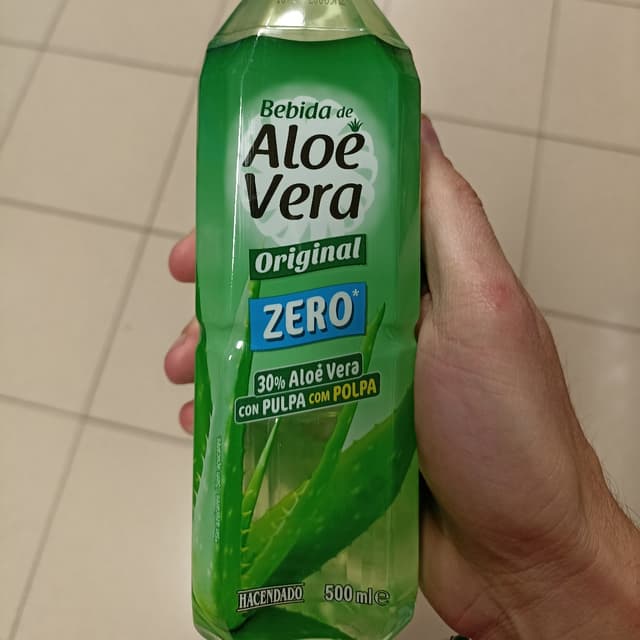 Bebida de
Aloe
Vera
Original
ZERO*
30% Aloe Vera
CON PULPA COM POLPA
HACENDADO
500 ml e